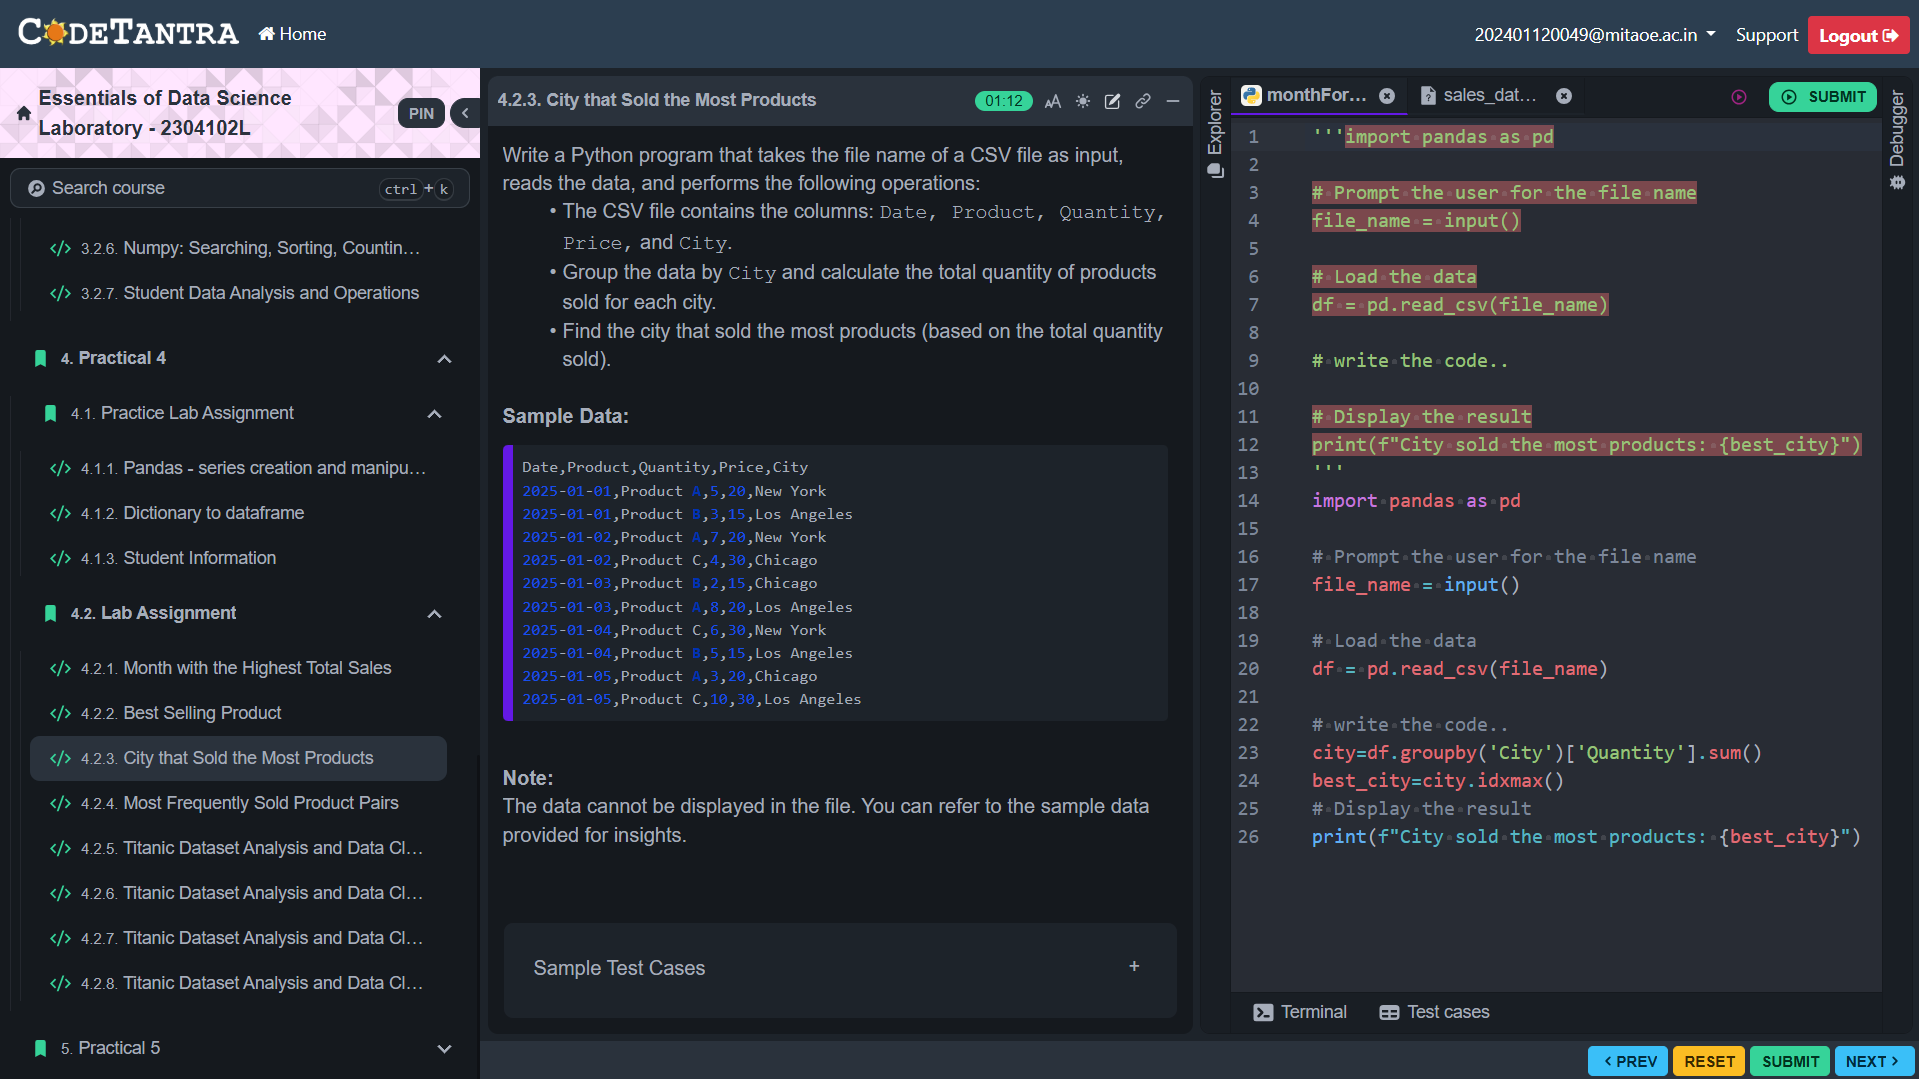 CODETANTRA
Home
202401120049@mitaoe.ac.in
Support
Logout
Essentials of Data Science
Laboratory - 2304102L
PIN
Search course
ctrl + k
3.2.6. Numpy: Searching, Sorting, Countin...
3.2.7. Student Data Analysis and Operations
4. Practical 4
4.1. Practice Lab Assignment
4.1.1. Pandas - series creation and manipu...
4.1.2. Dictionary to dataframe
4.1.3. Student Information
4.2. Lab Assignment
4.2.1. Month with the Highest Total Sales
4.2.2. Best Selling Product
4.2.3. City that Sold the Most Products
4.2.4. Most Frequently Sold Product Pairs
4.2.5. Titanic Dataset Analysis and Data Cl...
4.2.6. Titanic Dataset Analysis and Data Cl...
4.2.7. Titanic Dataset Analysis and Data Cl...
4.2.8. Titanic Dataset Analysis and Data Cl...
5. Practical 5
4.2.3. City that Sold the Most Products
01:12
AA
Write a Python program that takes the file name of a CSV file as input,
reads the data, and performs the following operations:
• The CSV file contains the columns: Date, Product, Quantity,
Price, and City.
• Group the data by City and calculate the total quantity of products
sold for each city.
• Find the city that sold the most products (based on the total quantity
sold).
Sample Data:
Date,Product,Quantity,Price,City
2025-01-01,Product A,5,20,New York
2025-01-01,Product B,3,15,Los Angeles
2025-01-02,Product A,7,20,New York
2025-01-02,Product C,4,30,Chicago
2025-01-03,Product B,2,15,Chicago
2025-01-03,Product A,8,20,Los Angeles
2025-01-04,Product C,6,30,New York
2025-01-04,Product B,5,15,Los Angeles
2025-01-05,Product A,3,20,Chicago
2025-01-05,Product C,10,30,Los Angeles
Note:
The data cannot be displayed in the file. You can refer to the sample data
provided for insights.
Sample Test Cases
+
Explorer
monthFor...
sales_dat...
SUBMIT
Debugger
1 '''import pandas as pd
2
3 # Prompt the user for the file name
4 file_name = input()
5
6 # Load the data
7 df = pd.read_csv(file_name)
8
9 # write the code..
10
11 # Display the result
12 print(f"City sold the most products: {best_city}")
13 '''
14 import pandas as pd
15
16 # Prompt the user for the file name
17 file_name = input()
18
19 # Load the data
20 df = pd.read_csv(file_name)
21
22 # write the code..
23 city=df.groupby('City')['Quantity'].sum()
24 best_city=city.idxmax()
25 # Display the result
26 print(f"City sold the most products: {best_city}")
Terminal
Test cases
< PREV
RESET
SUBMIT
NEXT >